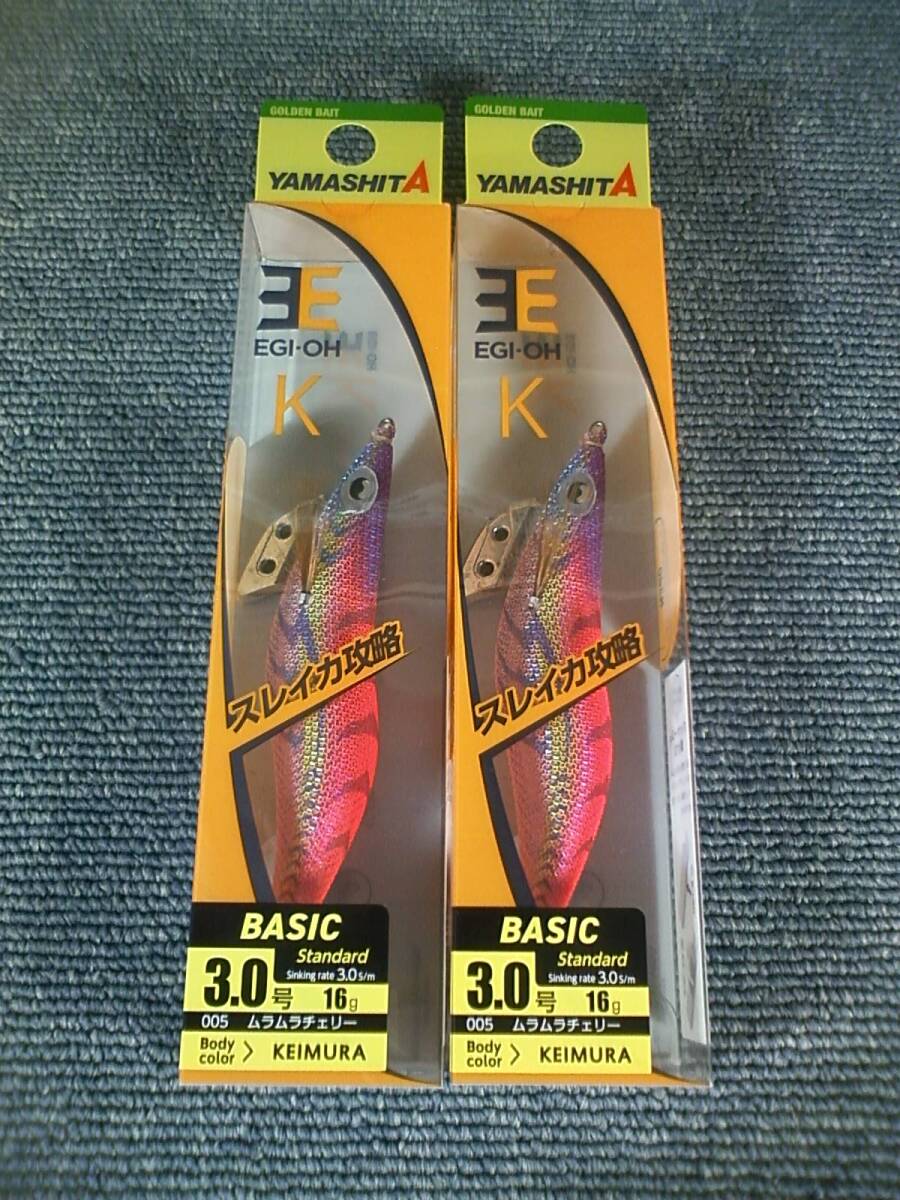 GOLDEN BAIT
YAMASHITA
EGI-OH
K
スレイカ攻略
BASIC
Standard
Sinking rate 3.0 S/m
3.0号 16g
005 ムラムラチェリー
Body color > KEIMURA
GOLDEN BAIT
YAMASHITA
EGI-OH
K
スレイカ攻略
BASIC
Standard
Sinking rate 3.0 S/m
3.0号 16g
005 ムラムラチェリー
Body color > KEIMURA